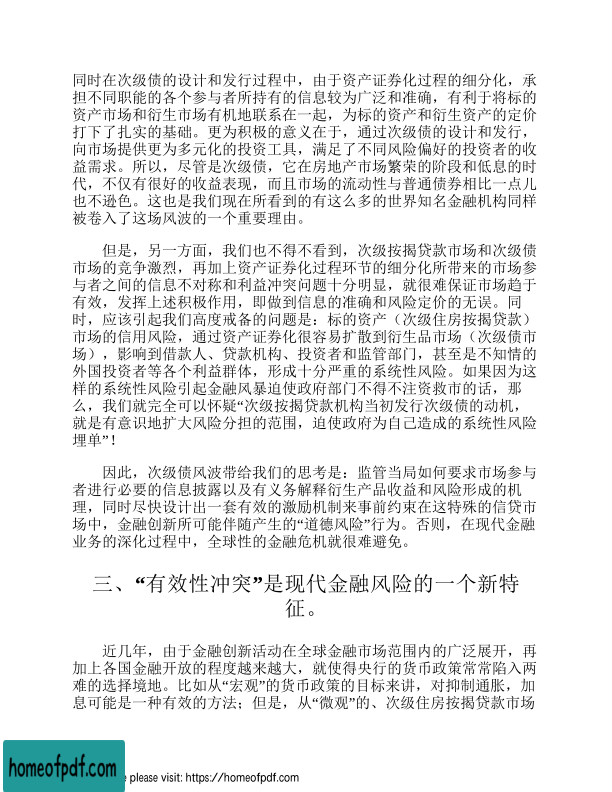 同时在次级债的设计和发行过程中，由于资产证券化过程的细分化，承
担不同职能的各个参与者所持有的信息较为广泛和准确，有利于将标的
资产市场和衍生市场有机地联系在一起，为标的资产和衍生资产的定价
打下了扎实的基础。更为积极的意义在于，通过次级债的设计和发行，
向市场提供更为多元化的投资工具，满足了不同风险偏好的投资者的收
益需求。所以，尽管是次级债，它在房地产市场繁荣的阶段和低息的时
代，不仅有很好的收益表现，而且市场的流动性与普通债券相比一点儿
也不逊色。这也是我们现在所看到的有这么多的世界知名金融机构同样
被卷入了这场风波的一个重要理由。
但是，另一方面，我们也不得不看到，次级按揭贷款市场和次级债
市场的竞争激烈，再加上资产证券化过程环节的细分化所带来的市场参
与者之间的信息不对称和利益冲突问题十分明显，就很难保证市场趋于
有效，发挥上述积极作用，即做到信息的准确和风险定价的无误。同
时，应该引起我们高度戒备的问题是：标的资产（次级住房按揭贷款）
市场的信用风险，通过资产证券化很容易扩散到衍生品市场（次级债市
场），影响到借款人、贷款机构、投资者和监管部门，甚至是不知情的
外国投资者等各个利益群体，形成十分严重的系统性风险。如果因为这
样的系统性风险引起金融风暴迫使政府部门不得不注资救市的话，那
么，我们就完全可以怀疑“次级按揭贷款机构当初发行次级债的动机，
就是有意识地扩大风险分担的范围，迫使政府为自己造成的系统性风险
埋单”！
因此，次级债风波带给我们的思考是：监管当局如何要求市场参与
者进行必要的信息披露以及有义务解释衍生产品收益和风险形成的机
理，同时尽快设计出一套有效的激励机制来事前约束在这特殊的信贷市
场中，金融创新所可能伴随产生的“道德风险”行为。否则，在现代金融
业务的深化过程中，全球性的金融危机就很难避免。
三、“有效性冲突”是现代金融风险的一个新特
征。
近几年，由于金融创新活动在全球金融市场范围内的广泛展开，再
加上各国金融开放的程度越来越大，就使得央行的货币政策常常陷入两
难的选择境地。比如从“宏观”的货币政策的目标来讲，对抑制通胀，加
息可能是一种有效的方法；但是，从“微观”的、次级住房按揭贷款市场
homeofpdf.com
please visit: https://homeofpdf.com